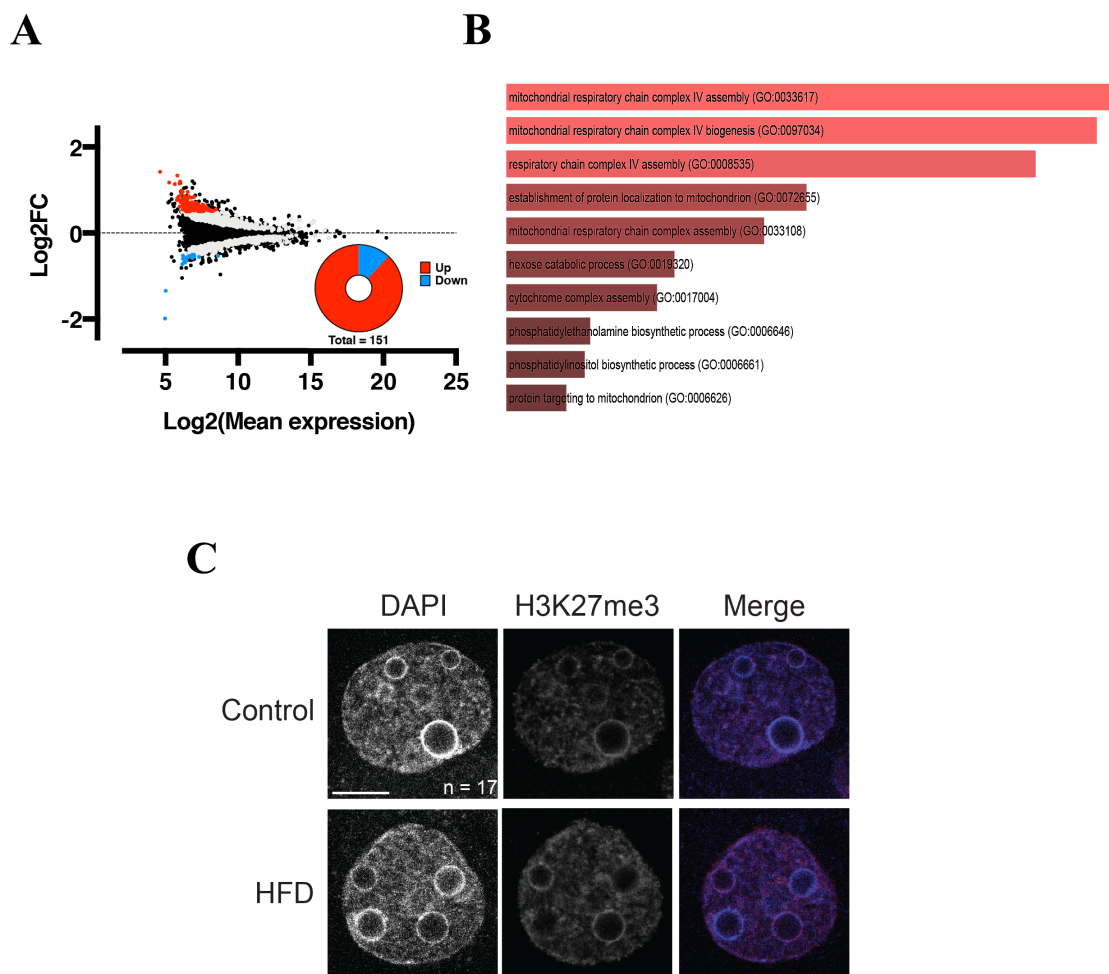 A
B
mitochondrial respiratory chain complex IV assembly (GO:0033617)
mitochondrial respiratory chain complex IV biogenesis (GO:0097034)
respiratory chain complex IV assembly (GO:0008535)
establishment of protein localization to mitochondrion (GO:0072655)
mitochondrial respiratory chain complex assembly (GO:0033108)
hexose catabolic process (GO:0019320)
cytochrome complex assembly (GO:0017004)
phosphatidylethanolamine biosynthetic process (GO:0006646)
phosphatidylinositol biosynthetic process (GO:0006661)
protein targeting to mitochondrion (GO:0006626)
2
0
-2
Log2FC
Up
Down
Total = 151
5 10 15 20 25
Log2(Mean expression)
C
DAPI H3K27me3 Merge
Control
n = 17
HFD